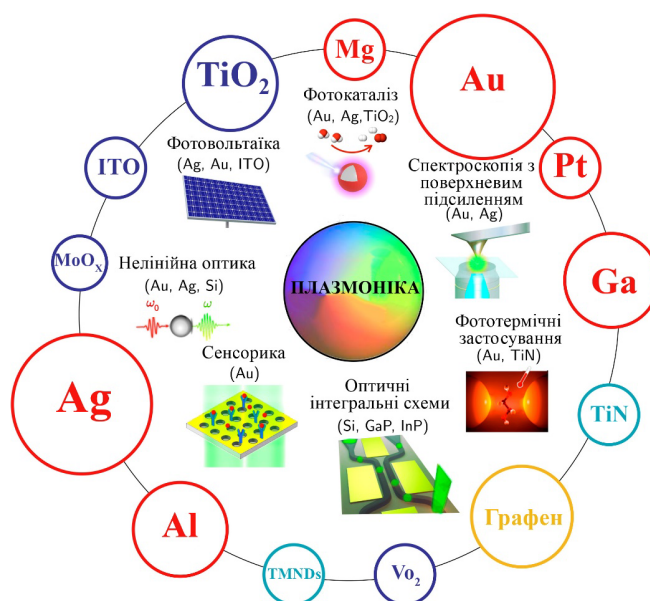 Mg
Au
TiO₂
Фотокаталіз
(Au, Ag,TiO₂)
Фотовольтаїка
(Ag, Au, ITO)
ITO
Pt
Спектроскопія з
поверхневим
підсиленням
(Au, Ag)
MoOₓ
Нелінійна оптика
(Au, Ag, Si)
ω₀
ω
ПЛАЗМОНІКА
Ga
Фототермічні
застосування
(Au, TiN)
Сенсорика
(Au)
Ag
Оптичні
інтегральні схеми
(Si, GaP, InP)
TiN
Al
Графен
TMNDs
Vo₂